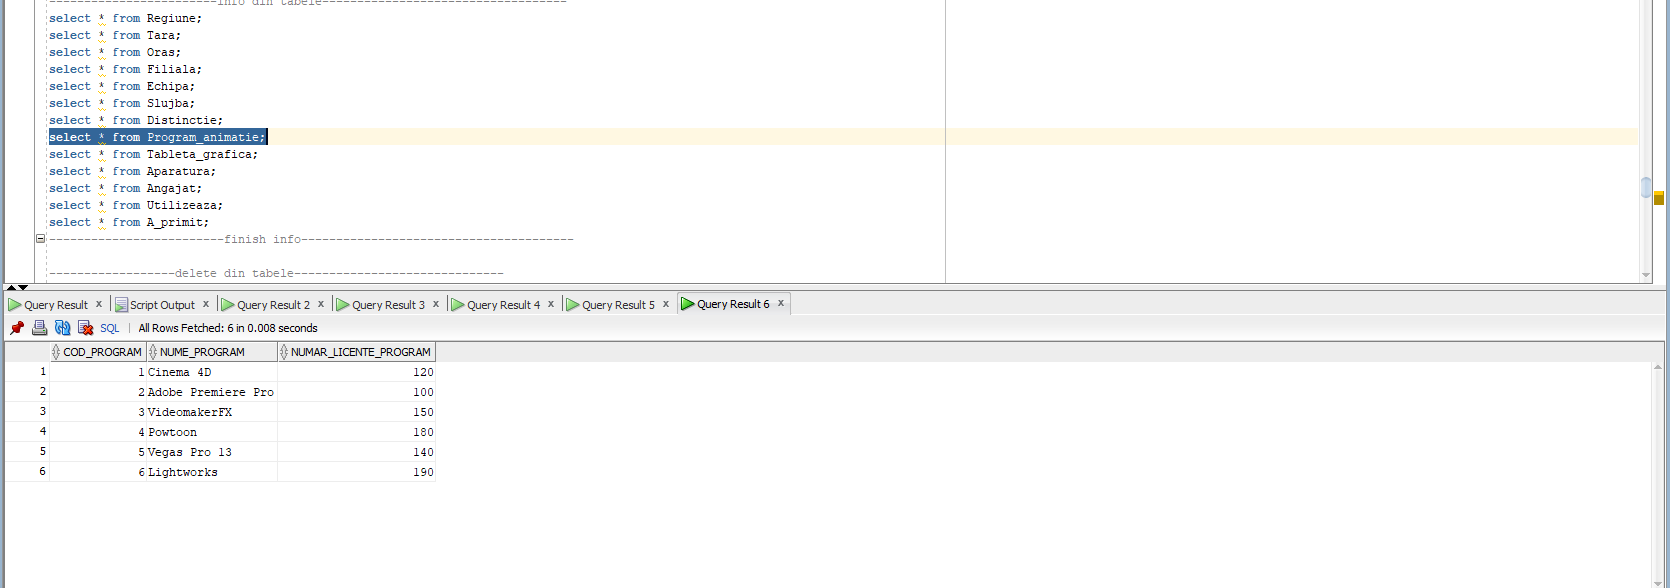 ------------------------info din tabele-----------------------------------
select * from Regiune;
select * from Tara;
select * from Oras;
select * from Filiala;
select * from Echipa;
select * from Slujba;
select * from Distinctie;
select * from Program_animatie;
select * from Tableta_grafica;
select * from Aparatura;
select * from Angajat;
select * from Utilizeaza;
select * from A_primit;
-------------------------finish info---------------------------------------
------------------delete din tabele------------------------------
Query Result x Script Output x Query Result 2 x Query Result 3 x Query Result 4 x Query Result 5 x Query Result 6 x
SQL | All Rows Fetched: 6 in 0.008 seconds
COD_PROGRAM NUME_PROGRAM NUMAR_LICENTE_PROGRAM
1 1 Cinema 4D 120
2 2 Adobe Premiere Pro 100
3 3 VideomakerFX 150
4 4 Powtoon 180
5 5 Vegas Pro 13 140
6 6 Lightworks 190